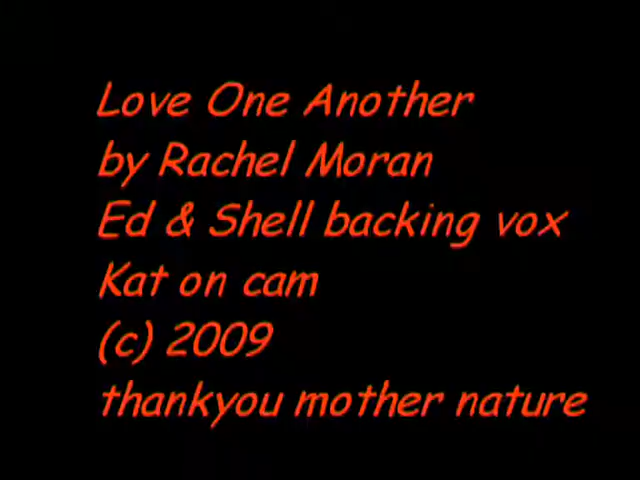 Love One Another
by Rachel Moran
Ed & Shell backing vox
Kat on cam
(c) 2009
thankyou mother nature